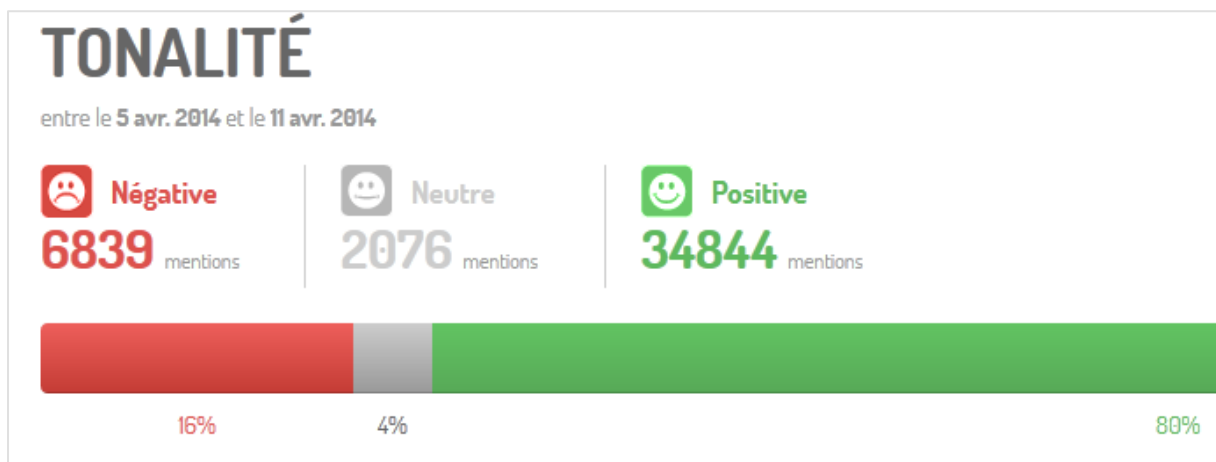 TONALITÉ
entre le 5 avr. 2014 et le 11 avr. 2014
Négative
6839 mentions
Neutre
2076 mentions
Positive
34844 mentions
16% 4% 80%